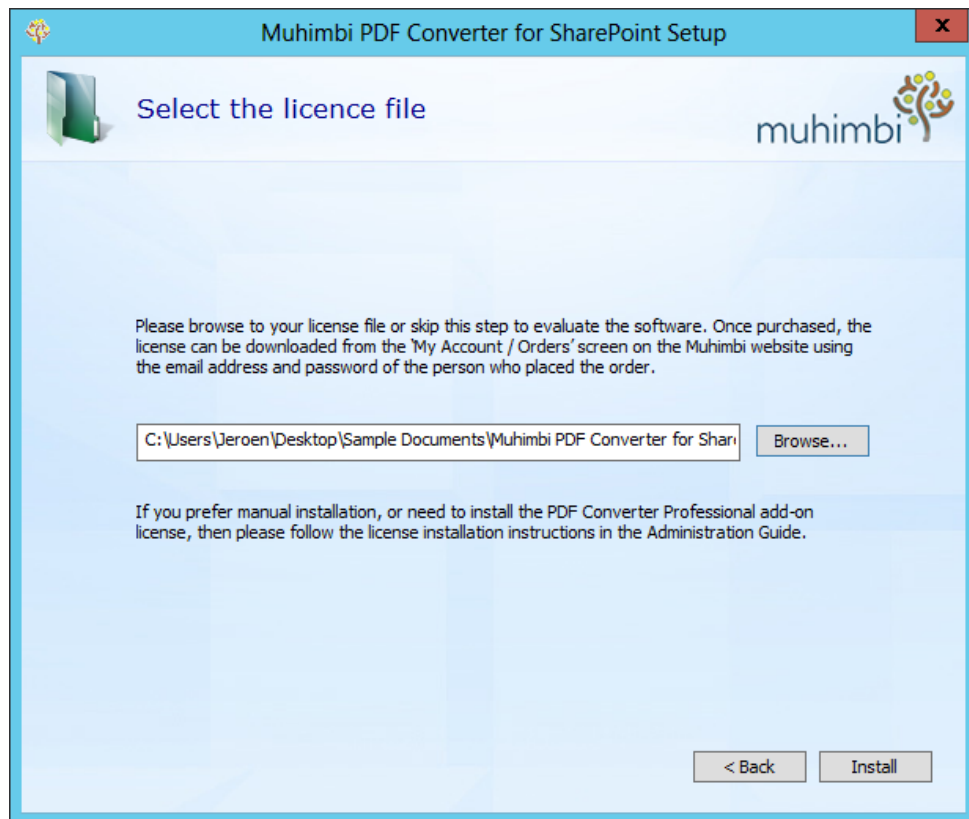 Muhimbi PDF Converter for SharePoint Setup
x
Select the licence file
muhimbi
Please browse to your license file or skip this step to evaluate the software. Once purchased, the
license can be downloaded from the 'My Account / Orders' screen on the Muhimbi website using
the email address and password of the person who placed the order.
C:\Users\Jeroen\Desktop\Sample Documents\Muhimbi PDF Converter for Shar
Browse...
If you prefer manual installation, or need to install the PDF Converter Professional add-on
license, then please follow the license installation instructions in the Administration Guide.
< Back
Install